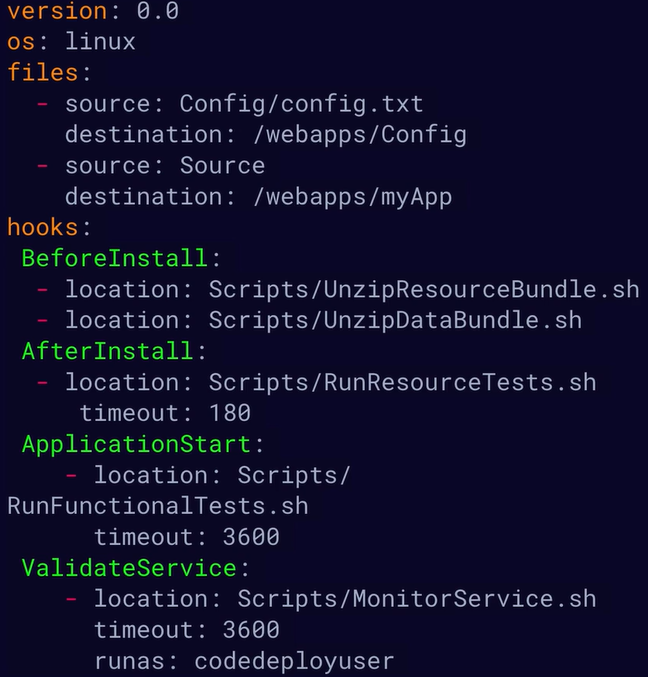 version: 0.0
os: linux
files:
  - source: Config/config.txt
    destination: /webapps/Config
  - source: Source
    destination: /webapps/myApp
hooks:
 BeforeInstall:
  - location: Scripts/UnzipResourceBundle.sh
  - location: Scripts/UnzipDataBundle.sh
 AfterInstall:
  - location: Scripts/RunResourceTests.sh
     timeout: 180
 ApplicationStart:
    - location: Scripts/
RunFunctionalTests.sh
      timeout: 3600
 ValidateService:
    - location: Scripts/MonitorService.sh
      timeout: 3600
      runas: codedeployuser